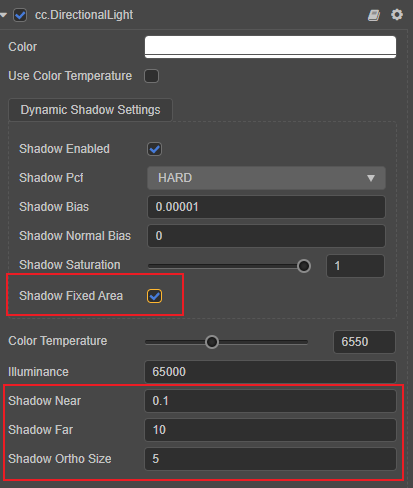 cc.DirectionalLight
Color
Use Color Temperature
Dynamic Shadow Settings
Shadow Enabled
Shadow Pcf HARD
Shadow Bias 0.00001
Shadow Normal Bias 0
Shadow Saturation 1
Shadow Fixed Area
Color Temperature 6550
Illuminance 65000
Shadow Near 0.1
Shadow Far 10
Shadow Ortho Size 5